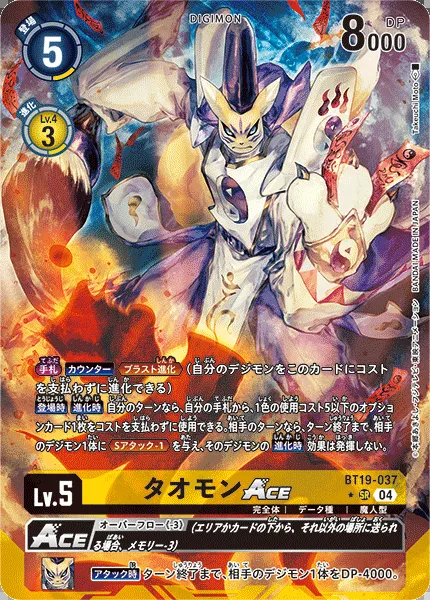 DIGIMON
登場
5
DP
8000
進化
Lv.4
3
Takeuchi Moto
BANDAI MADE IN JAPAN
手札 カウンター ブラスト進化 (自分のデジモンをこのカードにコスト
を支払わずに進化できる)
登場時 進化時 自分のターンなら、自分の手札から、1色の使用コスト5以下のオプショ
ンカード1枚をコストを支払わずに使用できる。相手のターンなら、ターン終了まで、相手
のデジモン1体に Sアタック-1 を与え、そのデジモンの 進化時 効果は発揮しない。
Lv.5
タオモンACE
BT19-037
SR 04
完全体 データ種 魔人型
ACE
オーバーフロー《-3》 (エリアかカードの下から、それ以外の場所に送られ
る場合、メモリー-3)
アタック時 ターン終了まで、相手のデジモン1体をDP-4000。